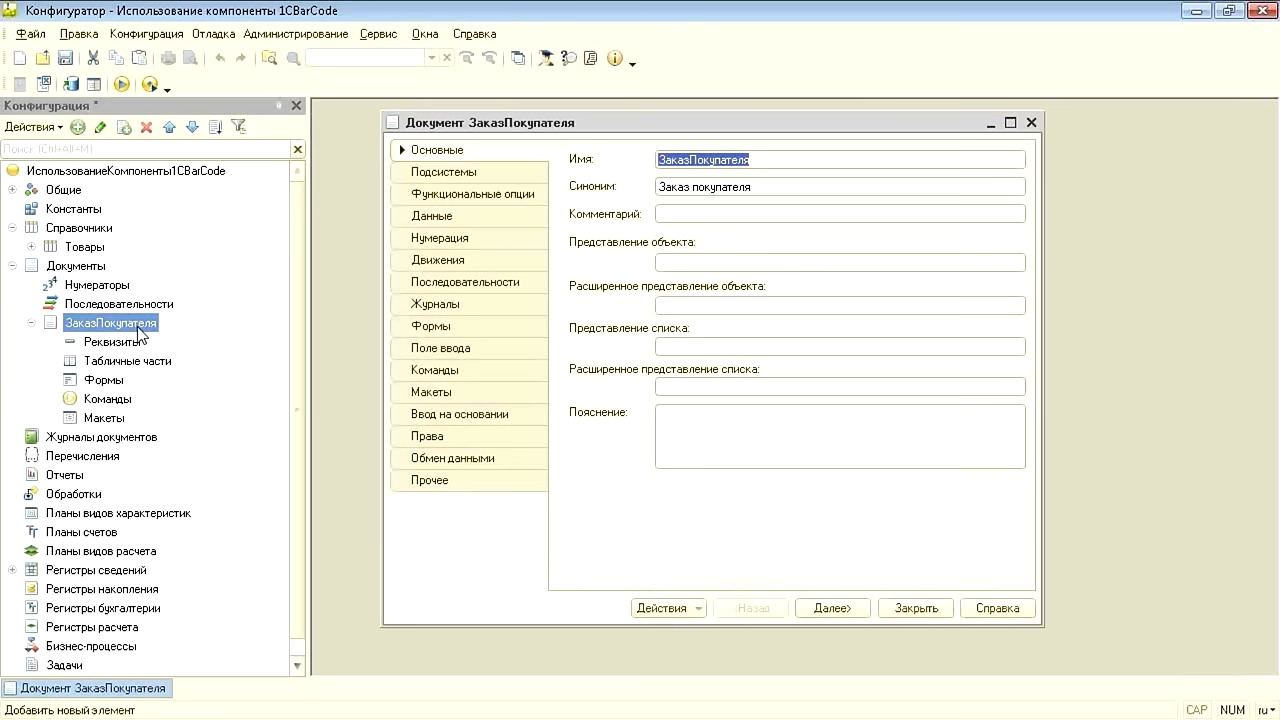 Конфигуратор - Использование компоненты 1CBarCode
Файл Правка Конфигурация Отладка Администрирование Сервис Окна Справка
Конфигурация *
Действия
Поиск (Ctrl+Alt+M)
ИспользованиеКомпоненты1CBarCode
Общие
Константы
Справочники
Товары
Документы
Нумераторы
Последовательности
ЗаказПокупателя
Реквизиты
Табличные части
Формы
Команды
Макеты
Журналы документов
Перечисления
Отчеты
Обработки
Планы видов характеристик
Планы счетов
Планы видов расчета
Регистры сведений
Регистры накопления
Регистры бухгалтерии
Регистры расчета
Бизнес-процессы
Задачи
Документ ЗаказПокупателя
Основные
Подсистемы
Функциональные опции
Данные
Нумерация
Движения
Последовательности
Журналы
Формы
Поле ввода
Команды
Макеты
Ввод на основании
Права
Обмен данными
Прочее
Имя: ЗаказПокупателя
Синоним: Заказ покупателя
Комментарий:
Представление объекта:
Расширенное представление объекта:
Представление списка:
Расширенное представление списка:
Пояснение:
Действия <Назад Далее> Закрыть Справка
Документ ЗаказПокупателя
Добавить новый элемент
CAP NUM ru